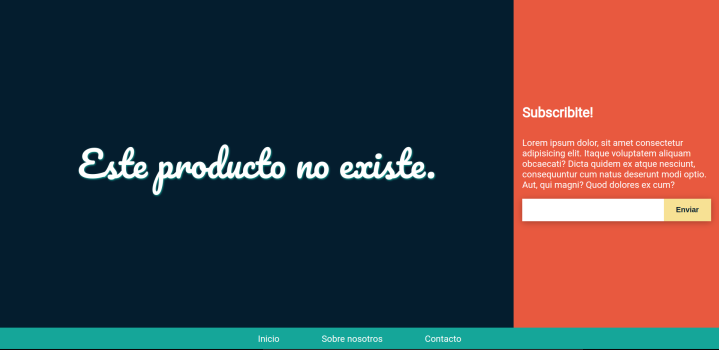 Este producto no existe.
Subscribite!
Lorem ipsum dolor, sit amet consectetur
adipisicing elit. Itaque voluptatem aliquam
obcaecati? Dicta quidem ex atque nesciunt,
consequuntur cum natus deserunt modi optio.
Aut, qui magni? Quod dolores ex cum?
Enviar
Inicio Sobre nosotros Contacto